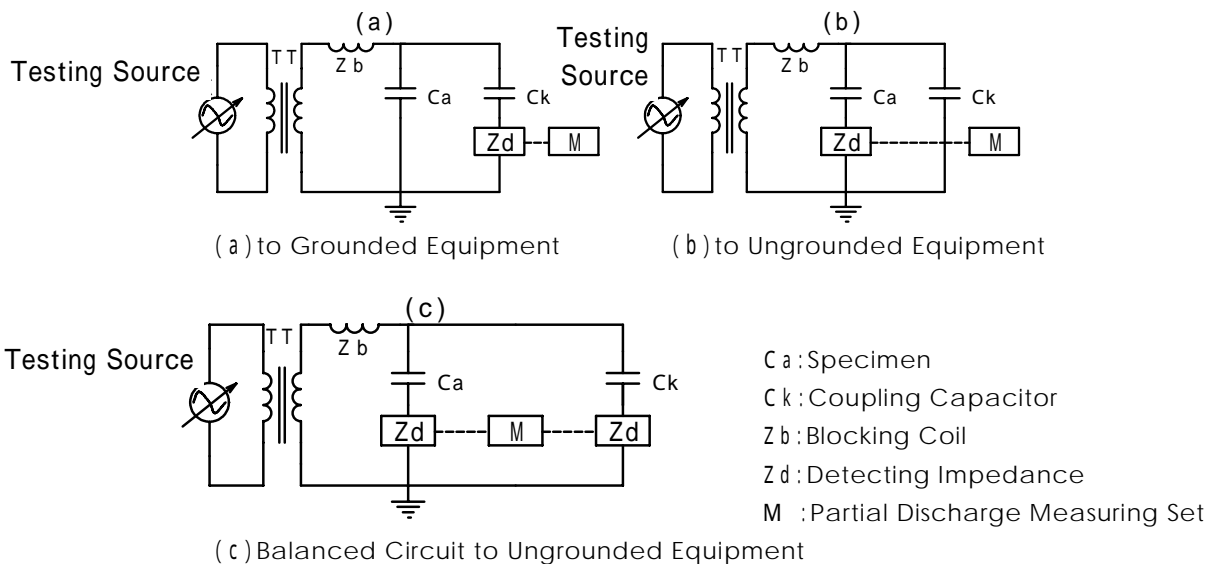 (a)
Testing Source
TT
Zb
Ca
Ck
Zd
M
(a) to Grounded Equipment
(b)
Testing
Source
TT
Zb
Ca
Ck
Zd
M
(b) to Ungrounded Equipment
(c)
Testing Source
TT
Zb
Ca
Ck
Zd
M
Zd
(c) Balanced Circuit to Ungrounded Equipment
Ca:Specimen
Ck:Coupling Capacitor
Zb:Blocking Coil
Zd:Detecting Impedance
M :Partial Discharge Measuring Set